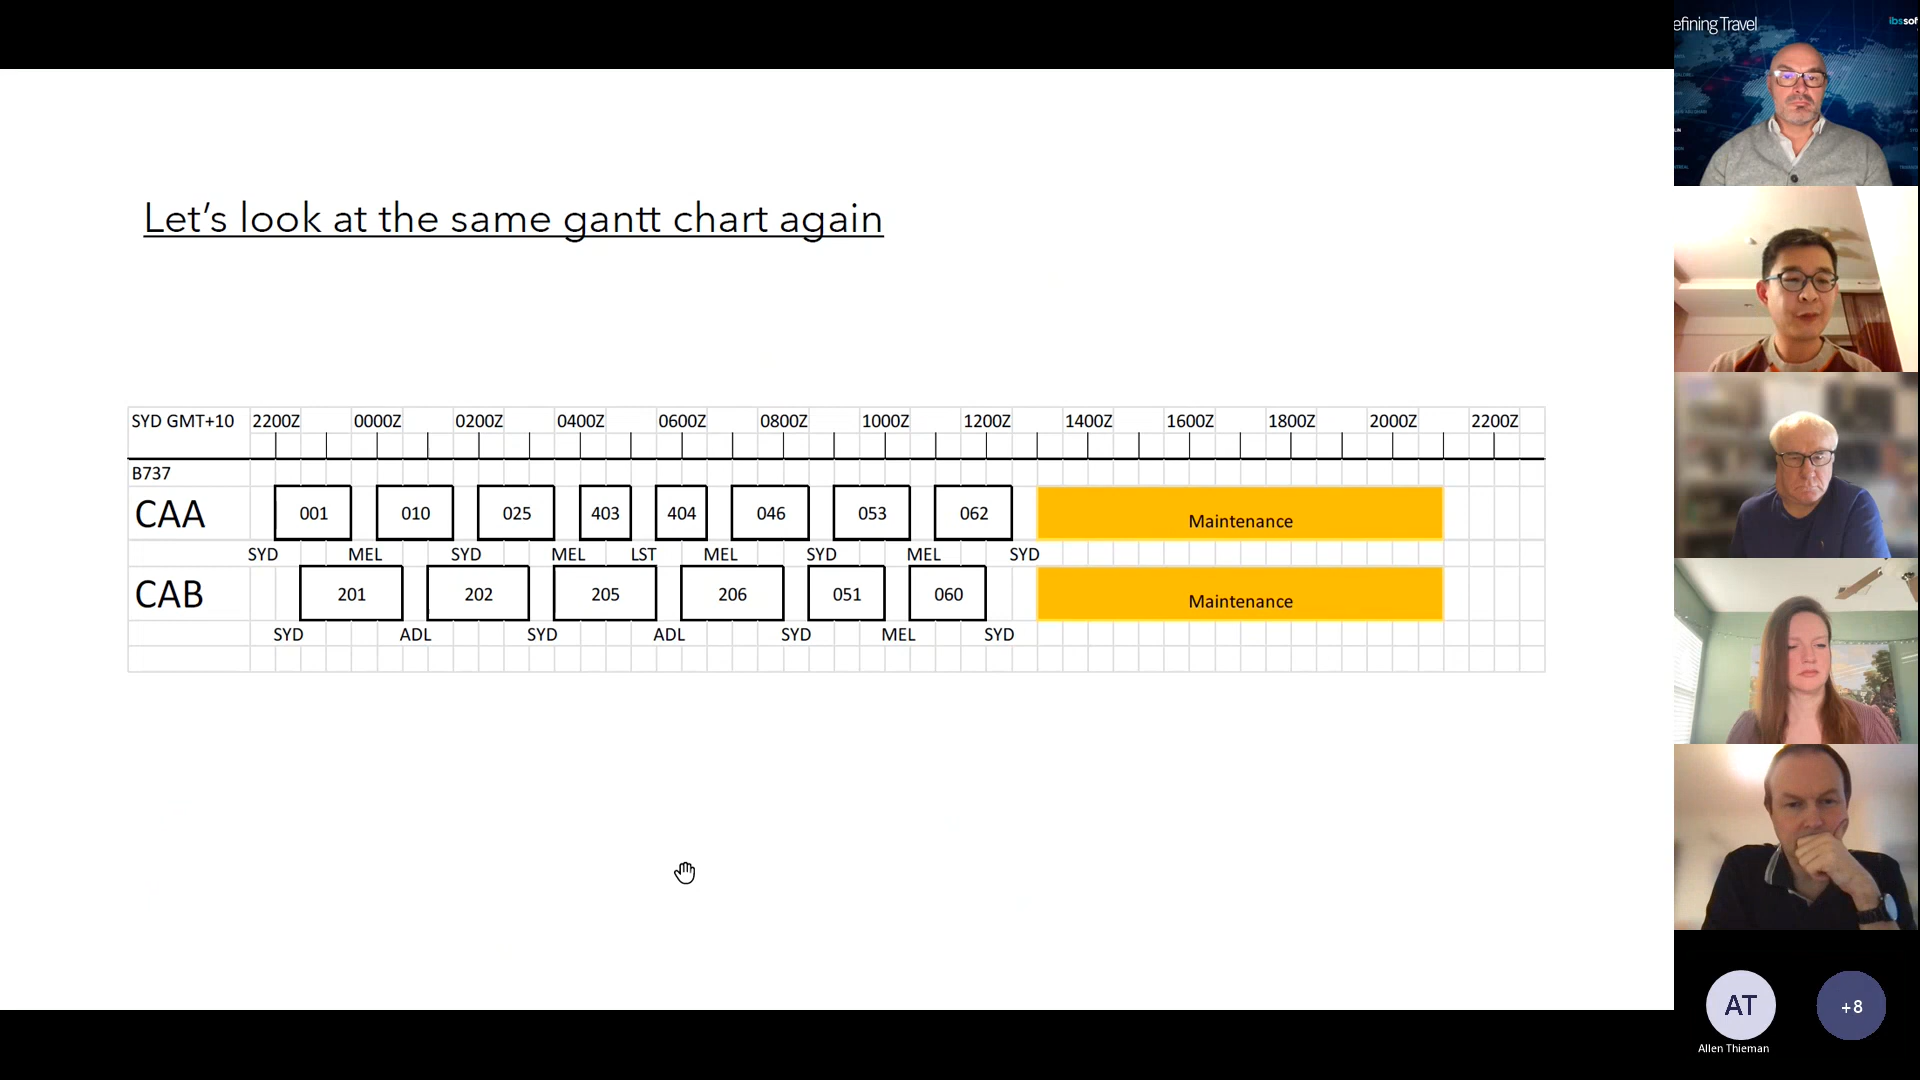 efining Travel
ibssof
Let's look at the same gantt chart again
SYD GMT+10 2200Z 0000Z 0200Z 0400Z 0600Z 0800Z 1000Z 1200Z 1400Z 1600Z 1800Z 2000Z 2200Z
B737
CAA 001 010 025 403 404 046 053 062 Maintenance
SYD MEL SYD MEL LST MEL SYD MEL SYD
CAB 201 202 205 206 051 060 Maintenance
SYD ADL SYD ADL SYD MEL SYD
AT +8
Allen Thieman